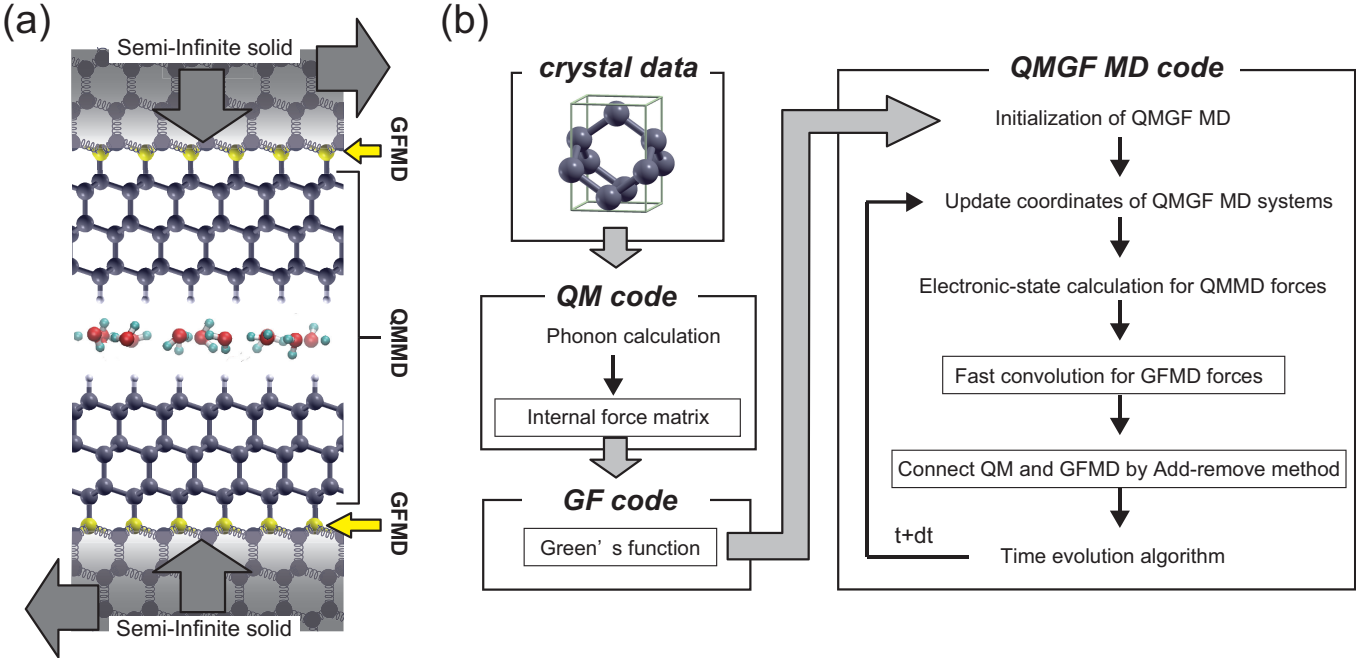 (a)
Semi-Infinite solid
GFMD
QMMD
GFMD
Semi-Infinite solid
(b)
crystal data
QM code
Phonon calculation
Internal force matrix
GF code
Green’ s function
QMGF MD code
Initialization of QMGF MD
Update coordinates of QMGF MD systems
Electronic-state calculation for QMMD forces
Fast convolution for GFMD forces
Connect QM and GFMD by Add-remove method
t+dt
Time evolution algorithm